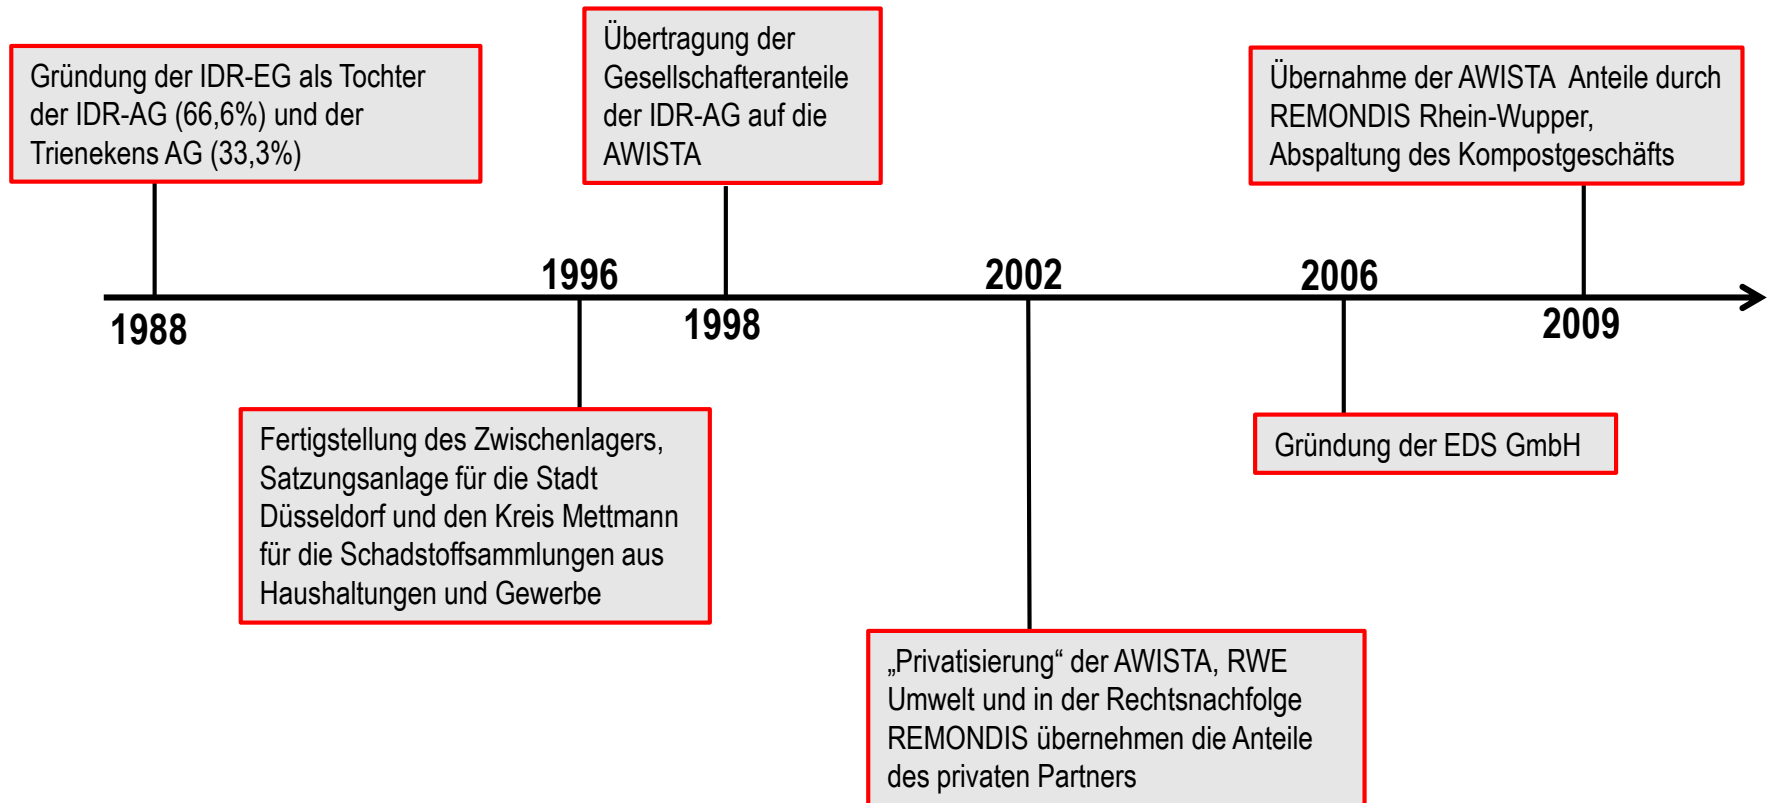 Gründung der IDR-EG als Tochter
der IDR-AG (66,6%) und der
Trienekens AG (33,3%)
1988
1996
Fertigstellung des Zwischenlagers,
Satzungsanlage für die Stadt
Düsseldorf und den Kreis Mettmann
für die Schadstoffsammlungen aus
Haushaltungen und Gewerbe
Übertragung der
Gesellschafteranteile
der IDR-AG auf die
AWISTA
1998
2002
„Privatisierung“ der AWISTA, RWE
Umwelt und in der Rechtsnachfolge
REMONDIS übernehmen die Anteile
des privaten Partners
2006
Gründung der EDS GmbH
Übernahme der AWISTA Anteile durch
REMONDIS Rhein-Wupper,
Abspaltung des Kompostgeschäfts
2009